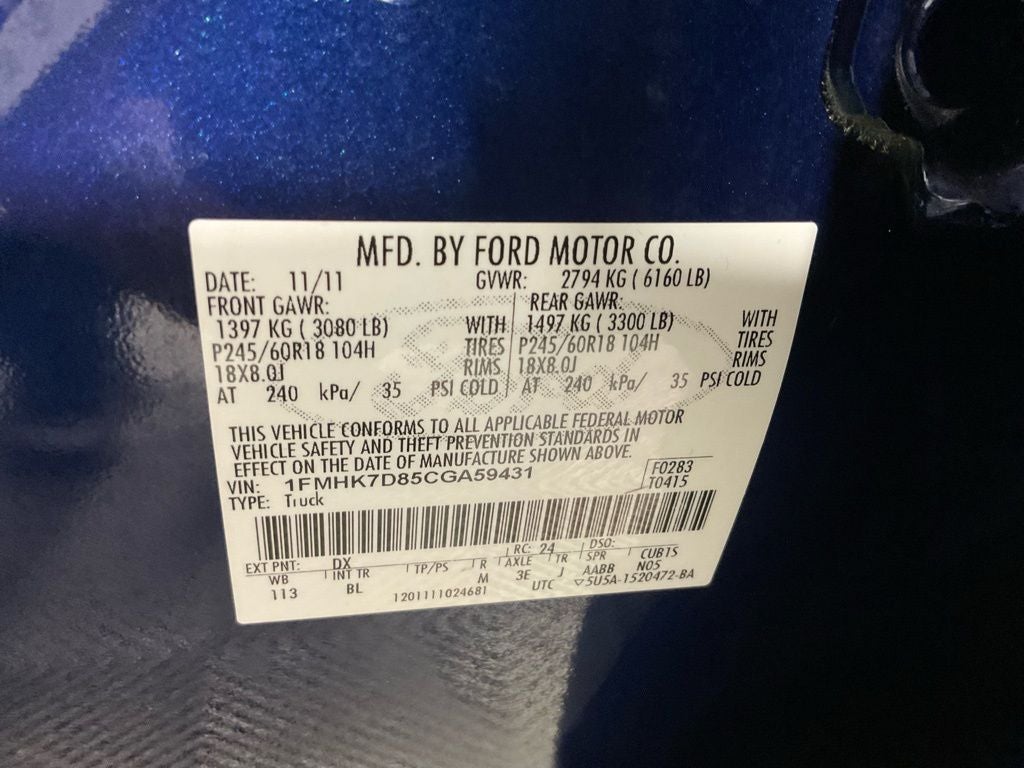 MFD. BY FORD MOTOR CO.
DATE: 11/11 GVWR: 2794 KG ( 6160 LB)
FRONT GAWR: REAR GAWR:
1397 KG ( 3080 LB) WITH 1497 KG ( 3300 LB) WITH
P245/60R18 104H TIRES P245/60R18 104H TIRES
18X8.0J RIMS 18X8.0J RIMS
AT 240 kPa/ 35 PSI COLD AT 240 kPa/ 35 PSI COLD
THIS VEHICLE CONFORMS TO ALL APPLICABLE FEDERAL MOTOR
VEHICLE SAFETY AND THEFT PREVENTION STANDARDS IN
EFFECT ON THE DATE OF MANUFACTURE SHOWN ABOVE.
VIN: 1FMHK7D85CGA59431 F0283
TYPE: Truck T0415
EXT PNT: DX RC: 24 DSO:
WB INT TR TP/PS R AXLE TR SPR CUB1S
113 BL M 3E J AABB N05
1201111024681 UTC ▽5U5A-1520472-BA